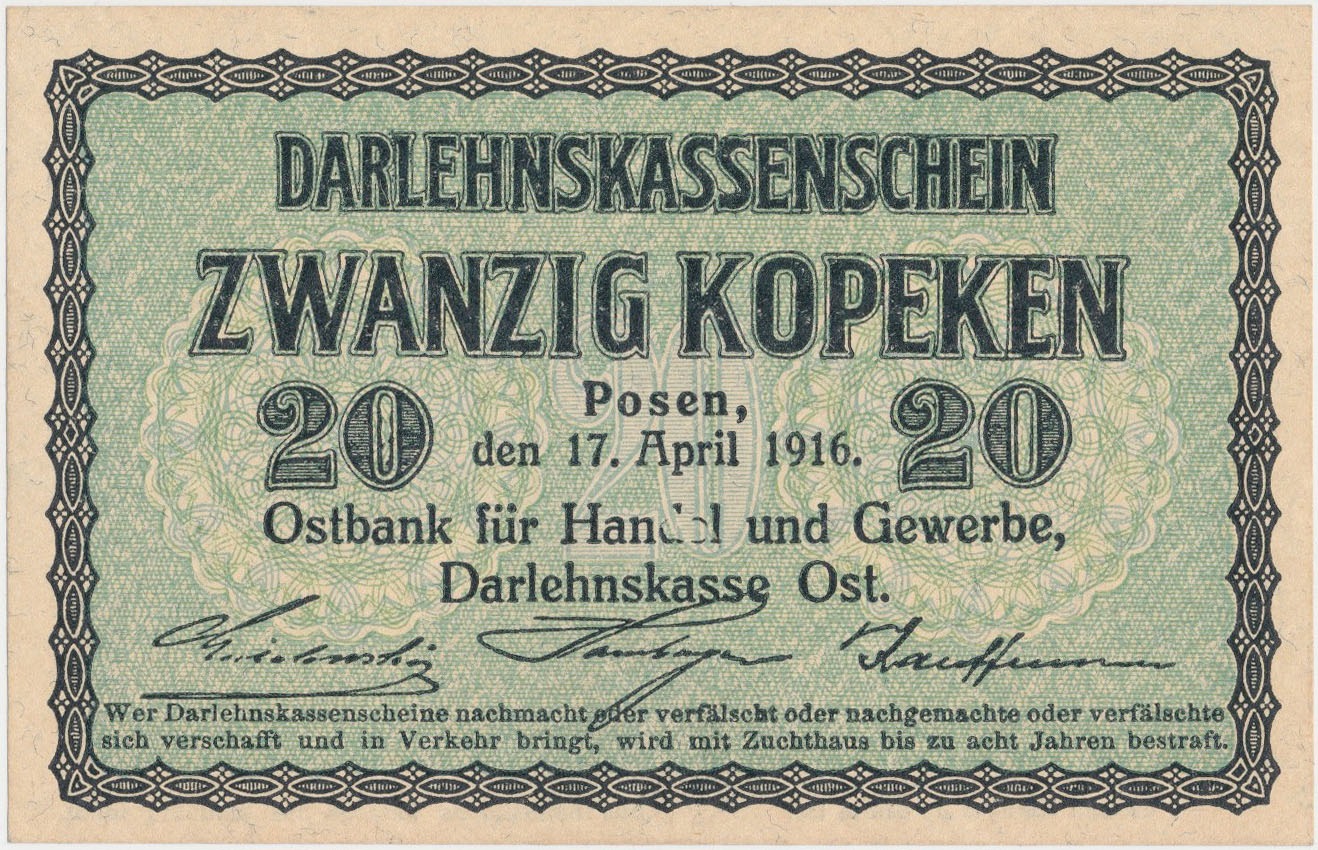 DARLEHNSKASSENSCHEIN
ZWANZIG KOPEKEN
20 Posen, 20
den 17. April 1916.
Ostbank für Handel und Gewerbe,
Darlehnskasse Ost.
Kauffmann
Wer Darlehnskassenscheine nachmacht oder verfälscht oder nachgemachte oder verfälschte
sich verschafft und in Verkehr bringt, wird mit Zuchthaus bis zu acht Jahren bestraft.